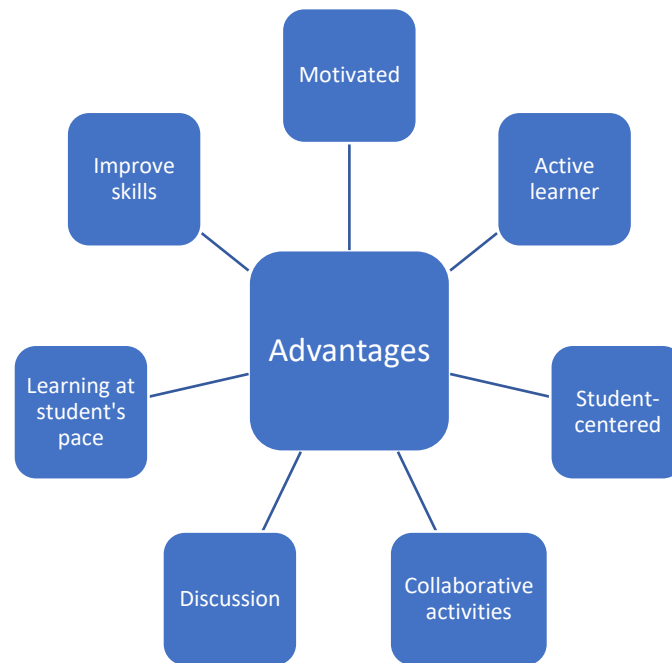 Motivated
Active
learner
Student-
centered
Collaborative
activities
Discussion
Learning at
student's
pace
Improve
skills
Advantages